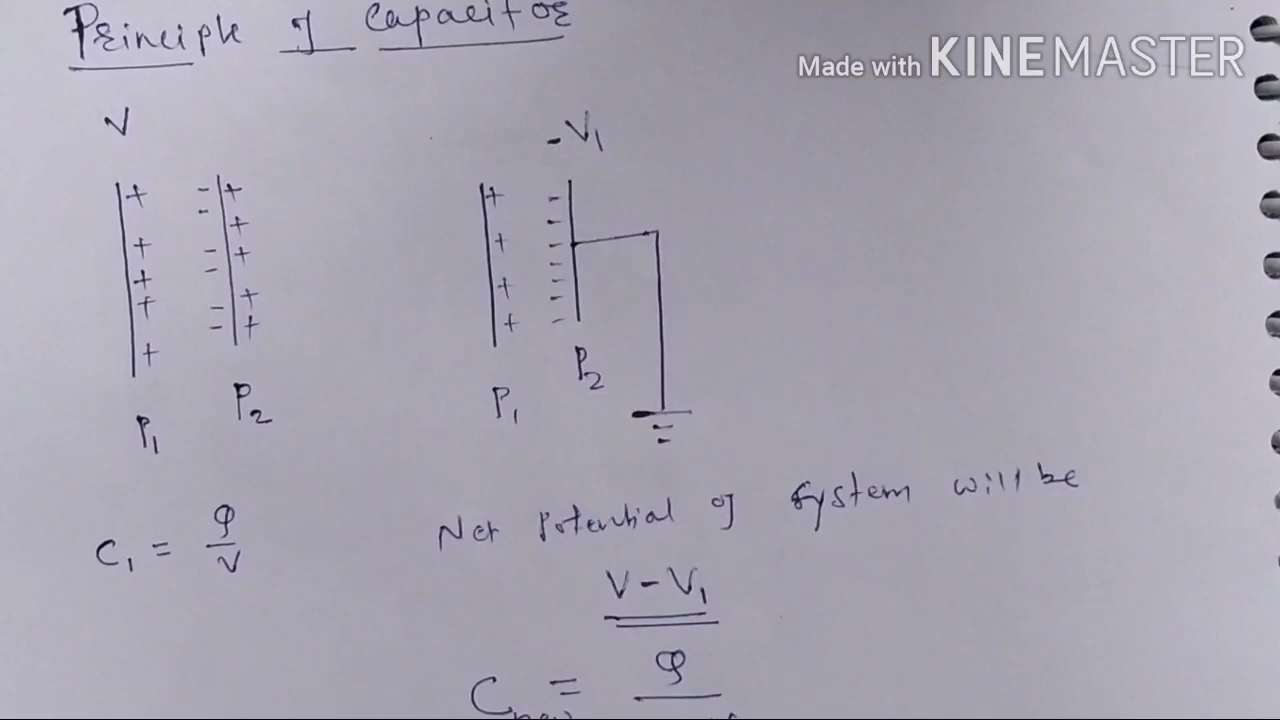 Principle of Capacitor
Made with KINEMASTER
V
-V₁
P₁
P₂
P₁
P₂
C₁ = Q/V
Net Potential of system will be
V - V₁
Q
Cnew =